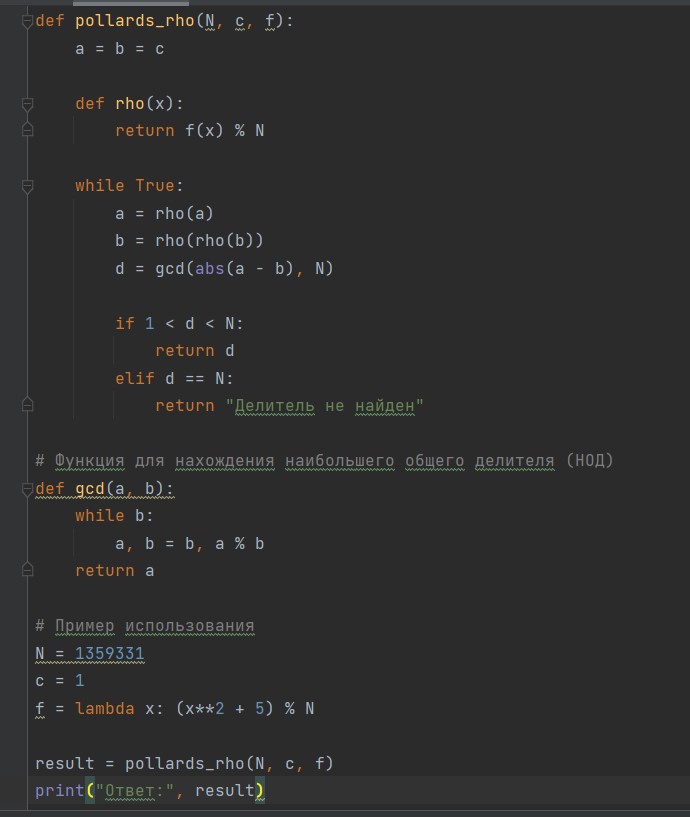 def pollards_rho(N, c, f):
    a = b = c

    def rho(x):
        return f(x) % N

    while True:
        a = rho(a)
        b = rho(rho(b))
        d = gcd(abs(a - b), N)

        if 1 < d < N:
            return d
        elif d == N:
            return "Делитель не найден"

# Функция для нахождения наибольшего общего делителя (НОД)
def gcd(a, b):
    while b:
        a, b = b, a % b
    return a

# Пример использования
N = 1359331
c = 1
f = lambda x: (x**2 + 5) % N

result = pollards_rho(N, c, f)
print("Ответ:", result)